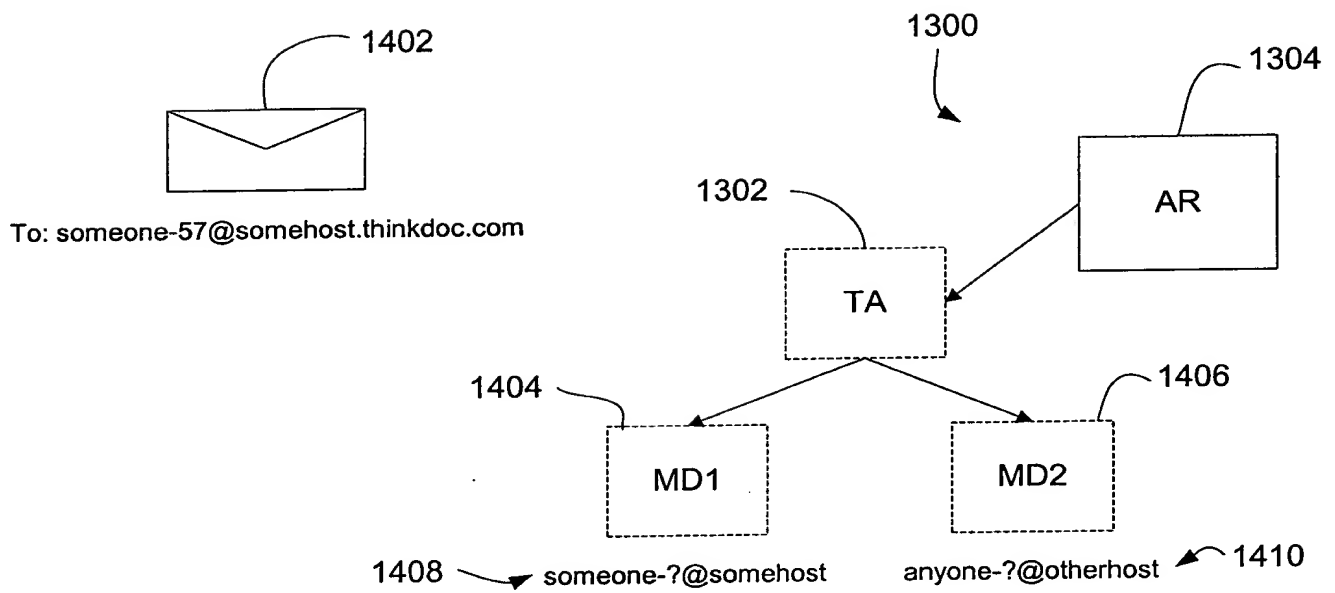 1402
1300
1304
AR
1302
To: someone-57@somehost.thinkdoc.com
TA
1404
1406
MD1
MD2
1408
someone-?@somehost
anyone-?@otherhost
1410